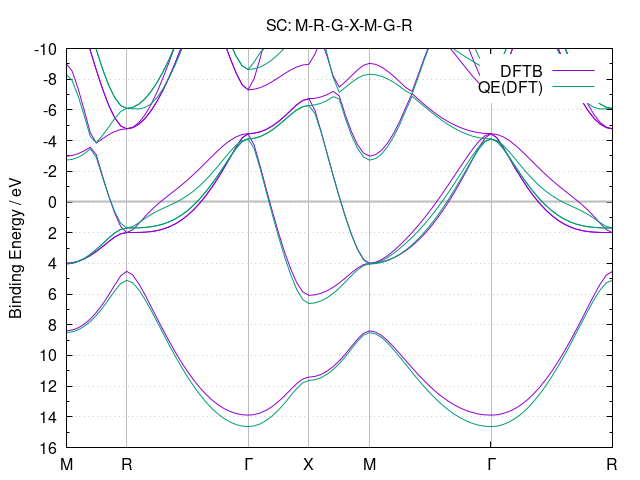 SC: M-R-G-X-M-G-R
-10
DFTB
-8
QE(DFT)
-6
-4
-2
0
2
4
6
8
10
12
14
16
Binding Energy / eV
M R Γ X M Γ R